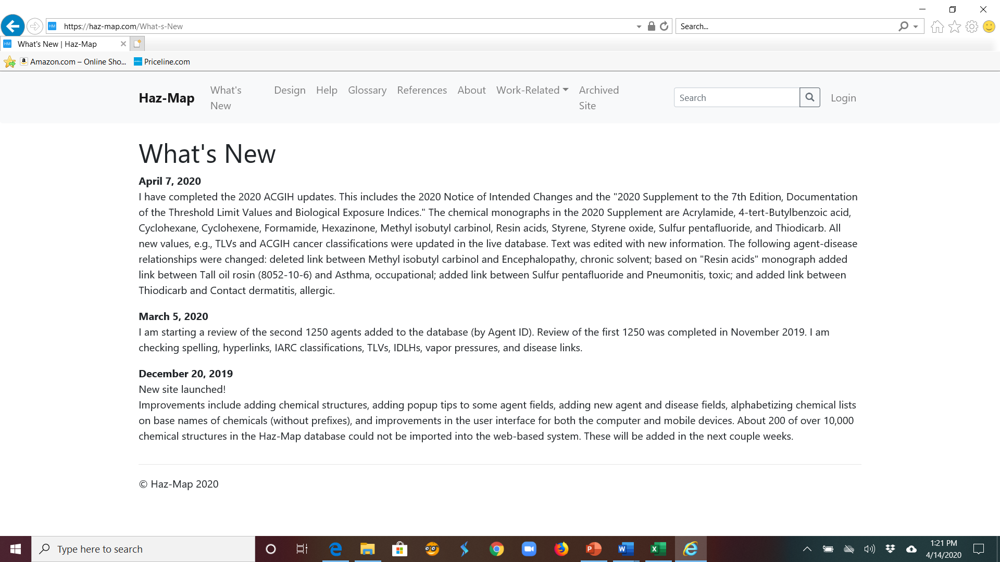 https://haz-map.com/What-s-New
Search...
What's New | Haz-Map
Amazon.com – Online Sho...
Priceline.com
Haz-Map
What's New
Design
Help
Glossary
References
About
Work-Related
Archived Site
Search
Login
What's New
April 7, 2020
I have completed the 2020 ACGIH updates. This includes the 2020 Notice of Intended Changes and the "2020 Supplement to the 7th Edition, Documentation
of the Threshold Limit Values and Biological Exposure Indices." The chemical monographs in the 2020 Supplement are Acrylamide, 4-tert-Butylbenzoic acid,
Cyclohexane, Cyclohexene, Formamide, Hexazinone, Methyl isobutyl carbinol, Resin acids, Styrene, Styrene oxide, Sulfur pentafluoride, and Thiodicarb. All
new values, e.g., TLVs and ACGIH cancer classifications were updated in the live database. Text was edited with new information. The following agent-disease
relationships were changed: deleted link between Methyl isobutyl carbinol and Encephalopathy, chronic solvent; based on "Resin acids" monograph added
link between Tall oil rosin (8052-10-6) and Asthma, occupational; added link between Sulfur pentafluoride and Pneumonitis, toxic; and added link between
Thiodicarb and Contact dermatitis, allergic.
March 5, 2020
I am starting a review of the second 1250 agents added to the database (by Agent ID). Review of the first 1250 was completed in November 2019. I am
checking spelling, hyperlinks, IARC classifications, TLVs, IDLHs, vapor pressures, and disease links.
December 20, 2019
New site launched!
Improvements include adding chemical structures, adding popup tips to some agent fields, adding new agent and disease fields, alphabetizing chemical lists
on base names of chemicals (without prefixes), and improvements in the user interface for both the computer and mobile devices. About 200 of over 10,000
chemical structures in the Haz-Map database could not be imported into the web-based system. These will be added in the next couple weeks.
© Haz-Map 2020
Type here to search
1:21 PM
4/14/2020